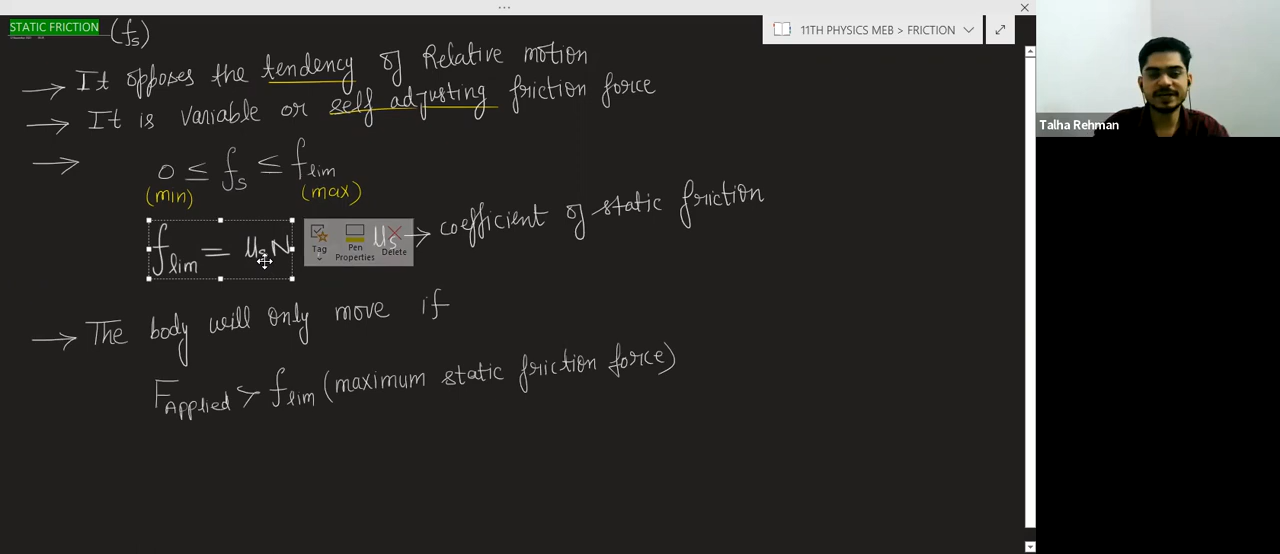 STATIC FRICTION (fs)
11TH PHYSICS MEB > FRICTION
Talha Rehman
→ It opposes the tendency of Relative motion
→ It is variable or self adjusting friction force
→ 0 ≤ fs ≤ flim
(min) (max)
flim = μsN
μs → coefficient of static friction
Tag
Pen Properties
Delete
→ The body will only move if
FApplied > flim (maximum static friction force)